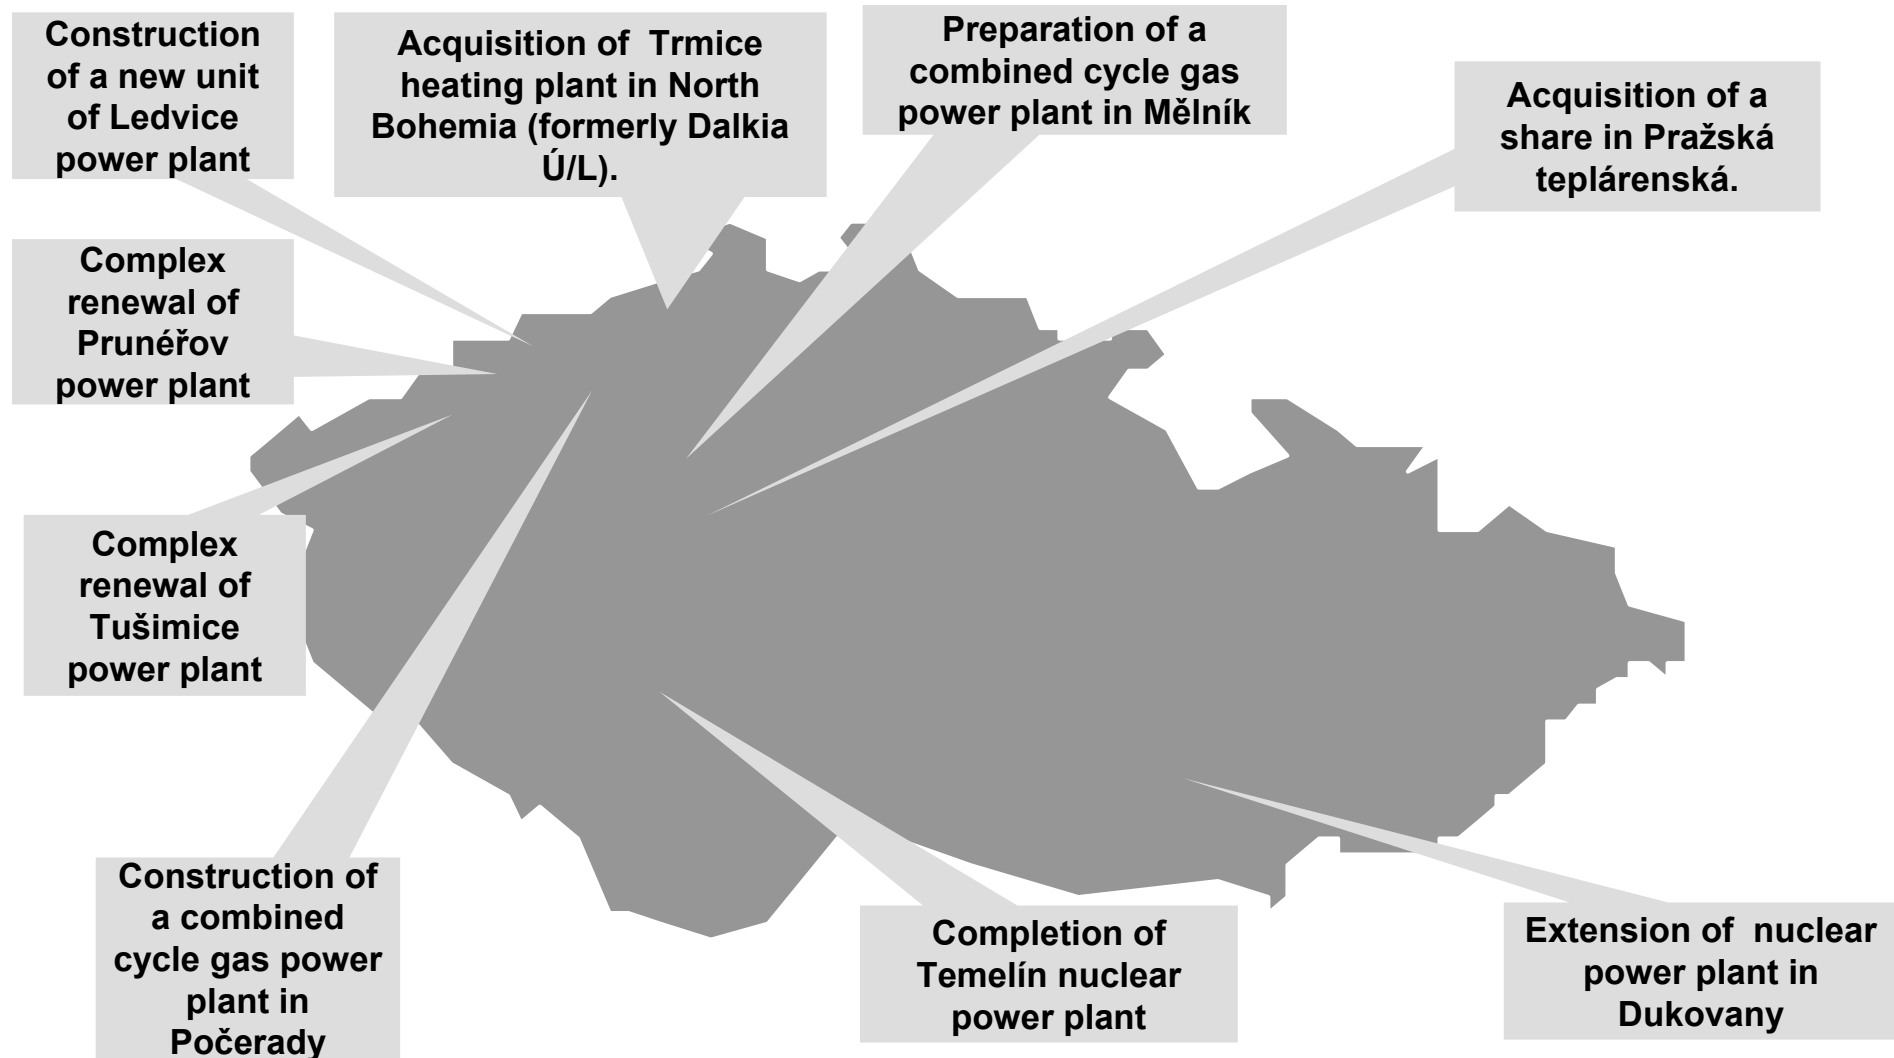 Construction
of a new unit
of Ledvice
power plant
Acquisition of Trmice
heating plant in North
Bohemia (formerly Dalkia
Ú/L).
Preparation of a
combined cycle gas
power plant in Mělník
Acquisition of a
share in Pražská
teplárenská.
Complex
renewal of
Prunéřov
power plant
Complex
renewal of
Tušimice
power plant
Construction of
a combined
cycle gas power
plant in
Počerady
Completion of
Temelín nuclear
power plant
Extension of nuclear
power plant in
Dukovany